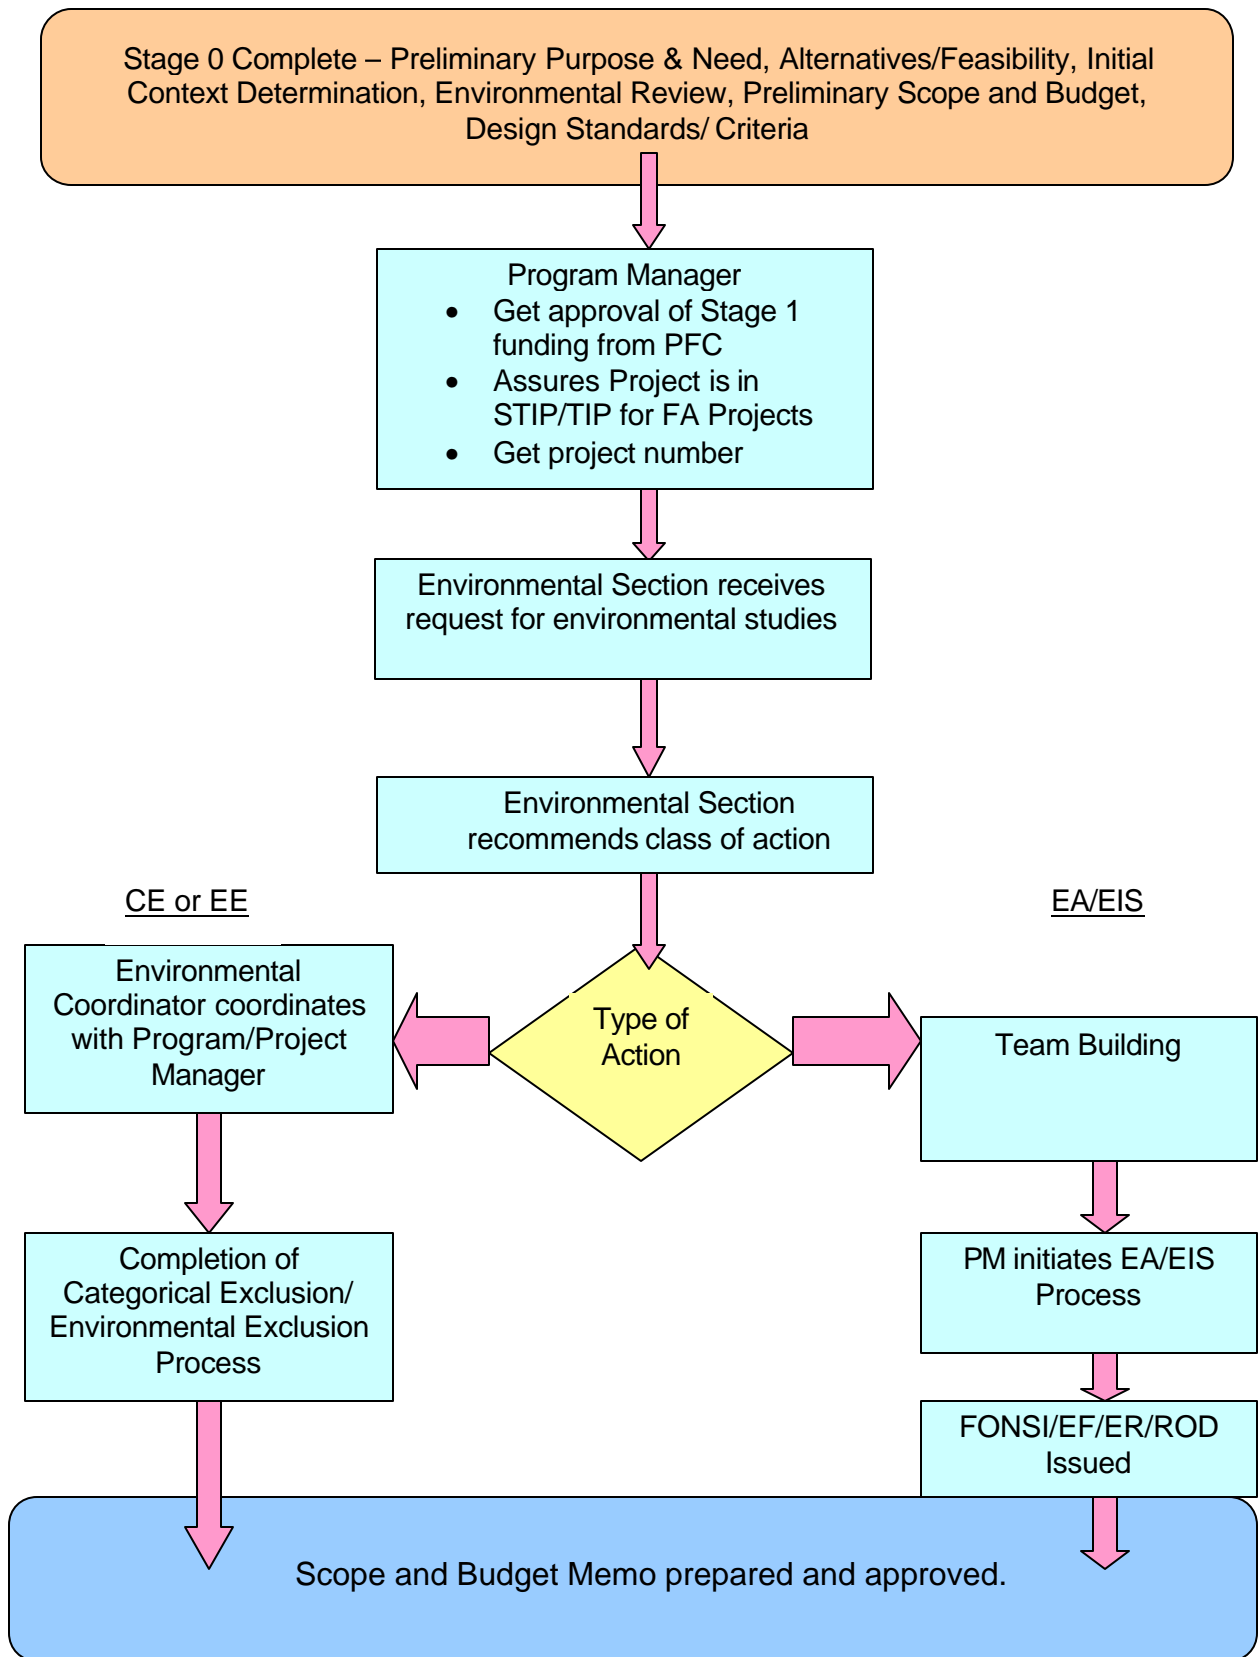 Stage 0 Complete – Preliminary Purpose & Need, Alternatives/Feasibility, Initial
Context Determination, Environmental Review, Preliminary Scope and Budget,
Design Standards/ Criteria
Program Manager
• Get approval of Stage 1
funding from PFC
• Assures Project is in
STIP/TIP for FA Projects
• Get project number
Environmental Section receives
request for environmental studies
Environmental Section
recommends class of action
CE or EE
EA/EIS
Environmental
Coordinator coordinates
with Program/Project
Manager
Type of
Action
Team Building
Completion of
Categorical Exclusion/
Environmental Exclusion
Process
PM initiates EA/EIS
Process
FONSI/EF/ER/ROD
Issued
Scope and Budget Memo prepared and approved.